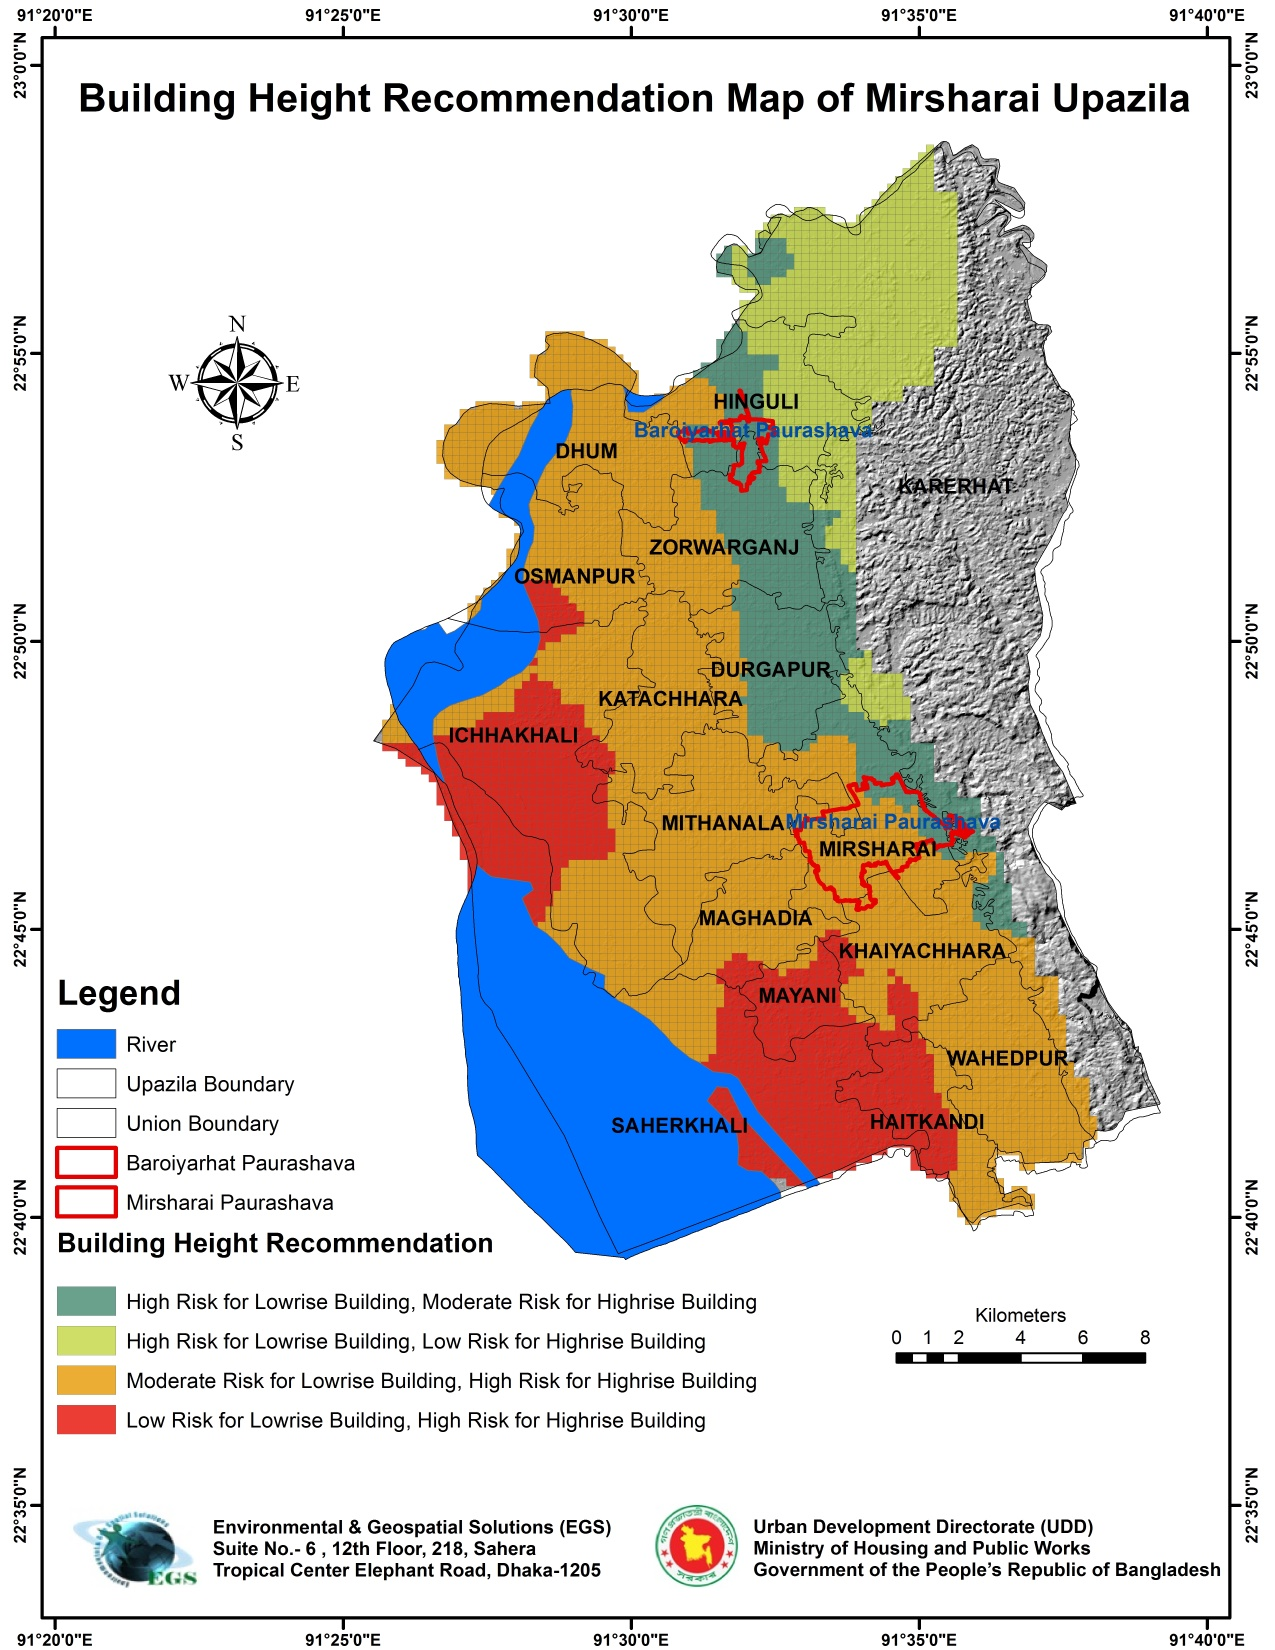 91°20'0"E 91°25'0"E 91°30'0"E 91°35'0"E 91°40'0"E
23°0'0"N 23°0'0"N
Building Height Recommendation Map of Mirsharai Upazila
N
W E
S
22°55'0"N 22°55'0"N
HINGULI
Baroiyarhat Paurashava
DHUM
KARERHAT
ZORWARGANJ
OSMANPUR
22°50'0"N 22°50'0"N
DURGAPUR
KATACHHARA
ICHHAKHALI
MITHANALA
Mirsharai Paurashava
MIRSHARAI
MAGHADIA
22°45'0"N 22°45'0"N
KHAIYACHHARA
MAYANI
WAHEDPUR
SAHERKHALI
HAITKANDI
Legend
River
Upazila Boundary
Union Boundary
Baroiyarhat Paurashava
Mirsharai Paurashava
22°40'0"N 22°40'0"N
Building Height Recommendation
High Risk for Lowrise Building, Moderate Risk for Highrise Building
High Risk for Lowrise Building, Low Risk for Highrise Building
Moderate Risk for Lowrise Building, High Risk for Highrise Building
Low Risk for Lowrise Building, High Risk for Highrise Building
Kilometers
0 1 2 4 6 8
22°35'0"N 22°35'0"N
EGS
Environmental & Geospatial Solutions (EGS)
Suite No.- 6 , 12th Floor, 218, Sahera
Tropical Center Elephant Road, Dhaka-1205
গণপ্রজাতন্ত্রী বাংলাদেশ
সরকার
Urban Development Directorate (UDD)
Ministry of Housing and Public Works
Government of the People's Republic of Bangladesh
91°20'0"E 91°25'0"E 91°30'0"E 91°35'0"E 91°40'0"E